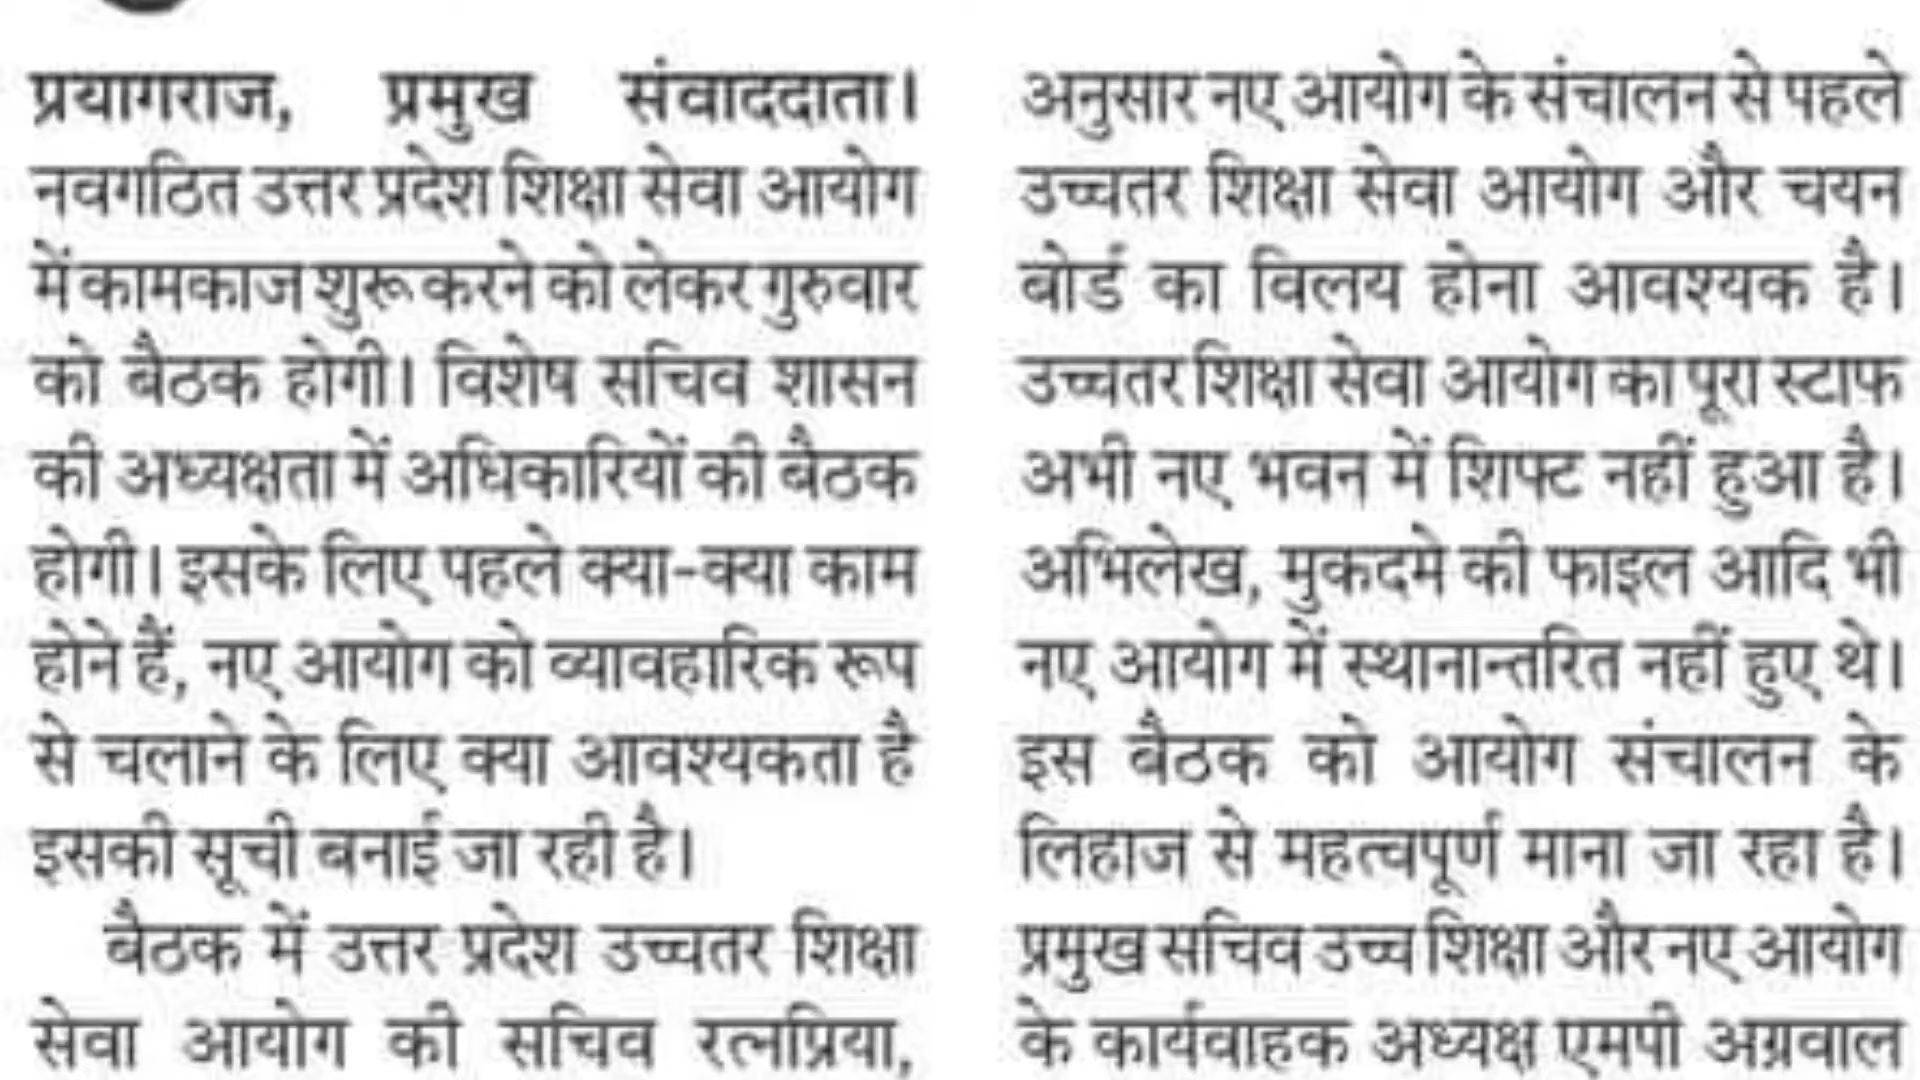 प्रयागराज, प्रमुख संवाददाता।
नवगठित उत्तर प्रदेश शिक्षा सेवा आयोग
में कामकाज शुरू करने को लेकर गुरुवार
को बैठक होगी। विशेष सचिव शासन
की अध्यक्षता में अधिकारियों की बैठक
होगी। इसके लिए पहले क्या-क्या काम
होने हैं, नए आयोग को व्यावहारिक रूप
से चलाने के लिए क्या आवश्यकता है
इसकी सूची बनाई जा रही है।
बैठक में उत्तर प्रदेश उच्चतर शिक्षा
सेवा आयोग की सचिव रत्नप्रिया,
अनुसार नए आयोग के संचालन से पहले
उच्चतर शिक्षा सेवा आयोग और चयन
बोर्ड का विलय होना आवश्यक है।
उच्चतर शिक्षा सेवा आयोग का पूरा स्टाफ
अभी नए भवन में शिफ्ट नहीं हुआ है।
अभिलेख, मुकदमे की फाइल आदि भी
नए आयोग में स्थानान्तरित नहीं हुए थे।
इस बैठक को आयोग संचालन के
लिहाज से महत्वपूर्ण माना जा रहा है।
प्रमुख सचिव उच्च शिक्षा और नए आयोग
के कार्यवाहक अध्यक्ष एमपी अग्रवाल